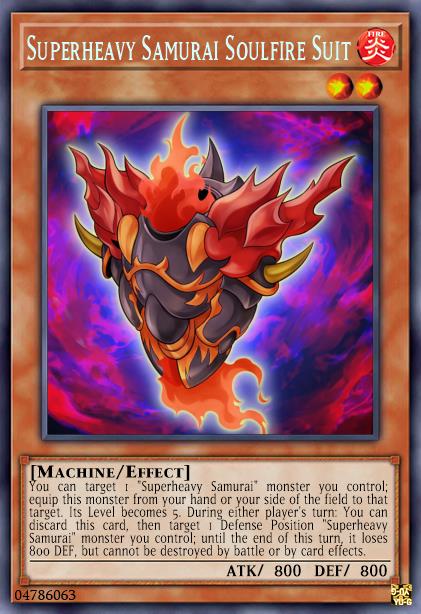 Superheavy Samurai Soulfire Suit
FIRE
炎
[Machine/Effect]
You can target 1 "Superheavy Samurai" monster you control;
equip this monster from your hand or your side of the field to that
target. Its Level becomes 5. During either player's turn: You can
discard this card, then target 1 Defense Position "Superheavy
Samurai" monster you control; until the end of this turn, it loses
800 DEF, but cannot be destroyed by battle or by card effects.
ATK/ 800 DEF/ 800
04786063